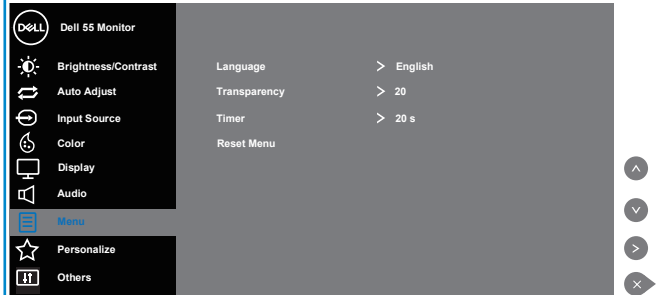 DELL Dell 55 Monitor
Brightness/Contrast Language > English
Auto Adjust Transparency > 20
Input Source Timer > 20 s
Color Reset Menu
Display
Audio
Menu
Personalize
Others